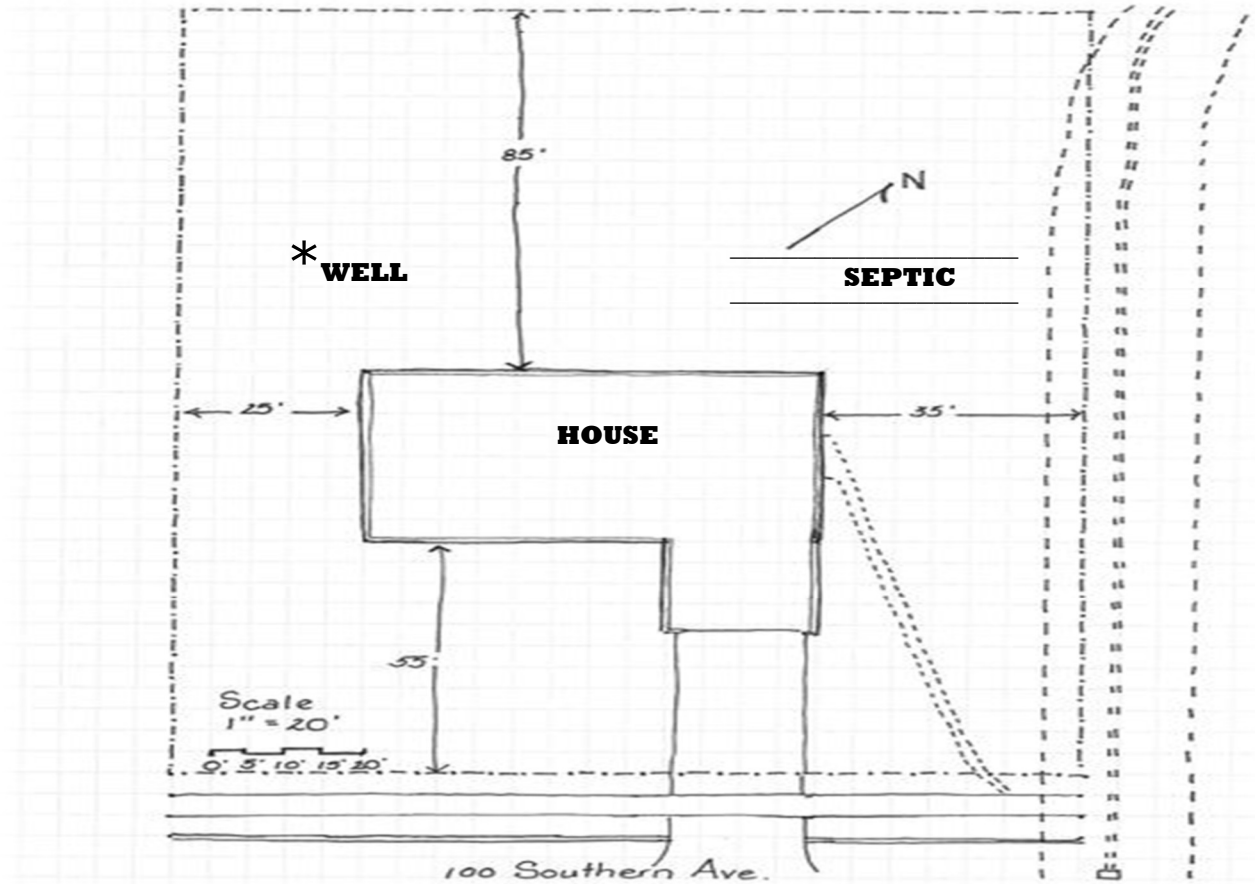 85'
N
* WELL
SEPTIC
25'
HOUSE
35'
55'
Scale
1" = 20'
0' 5' 10' 15' 20'
100 Southern Ave.